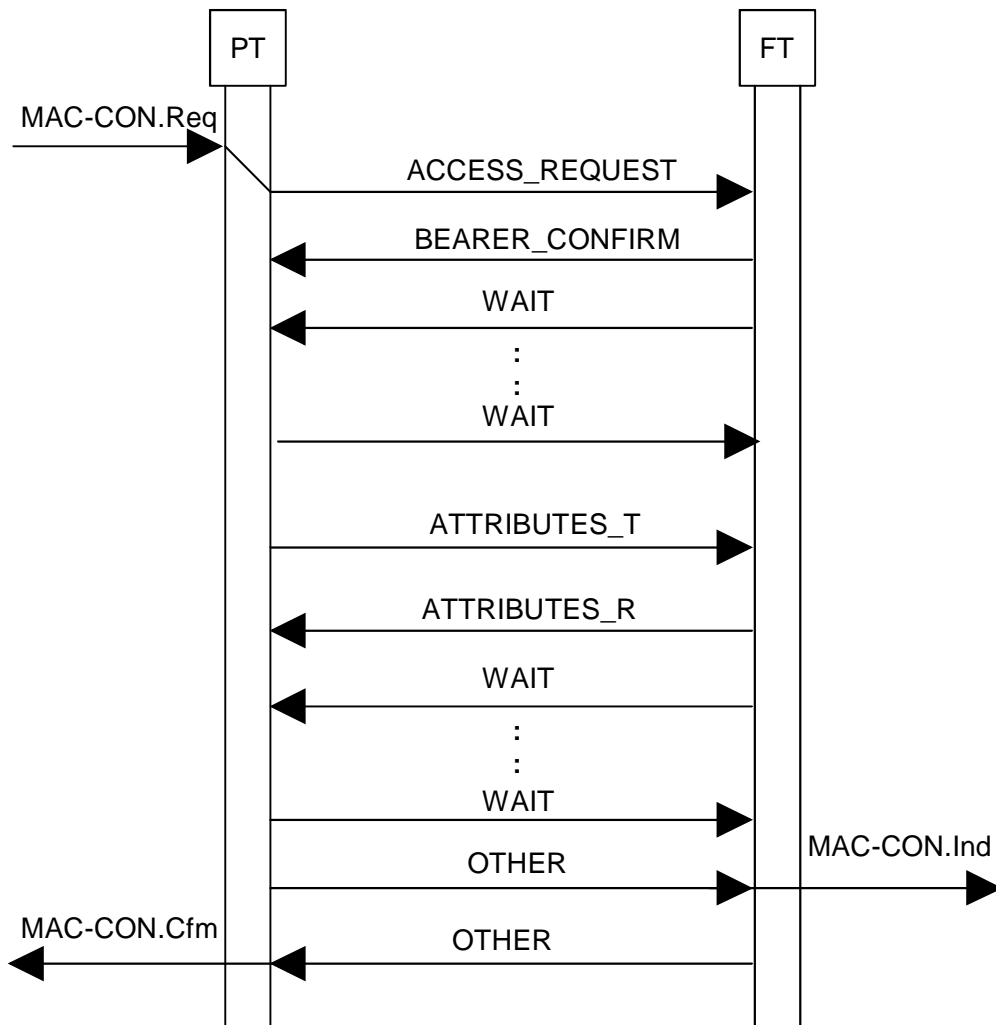 PT
FT
MAC-CON.Req
ACCESS_REQUEST
BEARER_CONFIRM
WAIT
:
:
WAIT
ATTRIBUTES_T
ATTRIBUTES_R
WAIT
:
:
WAIT
MAC-CON.Ind
OTHER
MAC-CON.Cfm
OTHER